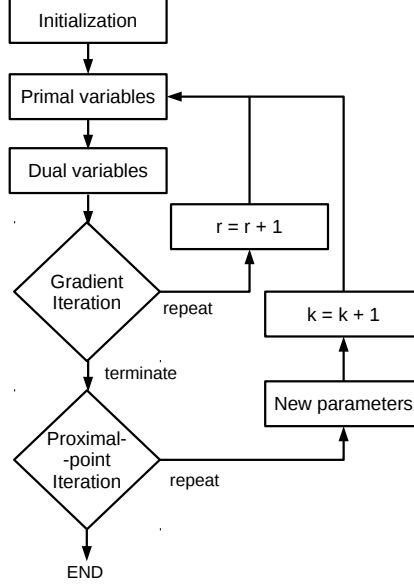 Initialization
Primal variables
Dual variables
r = r + 1
Gradient
Iteration
repeat
k = k + 1
terminate
New parameters
Proximal-
-point
Iteration
repeat
END